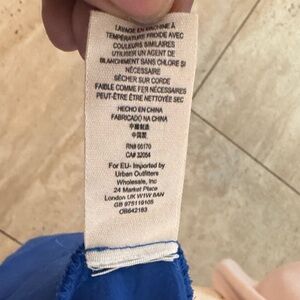 LAVAGE EN MACHINE À
TEMPÉRATURE FROIDE AVEC
COULEURS SIMILAIRES
UTILISER UN AGENT DE
BLANCHIMENT SANS CHLORE SI
NÉCESSAIRE
SÉCHER SUR CORDE
FAIBLE COMME FER NÉCESSAIRES
PEUT-ÊTRE ÊTRE NETTOYÉE SEC
HECHO EN CHINA
FABRICADO NA CHINA
中國製造
中国製
RN# 66170
CA# 32054
For EU- Imported by
Urban Outfitters
Wholesale, Inc
24 Market Place
London UK W1W 8AN
GB 975119105
OB642183